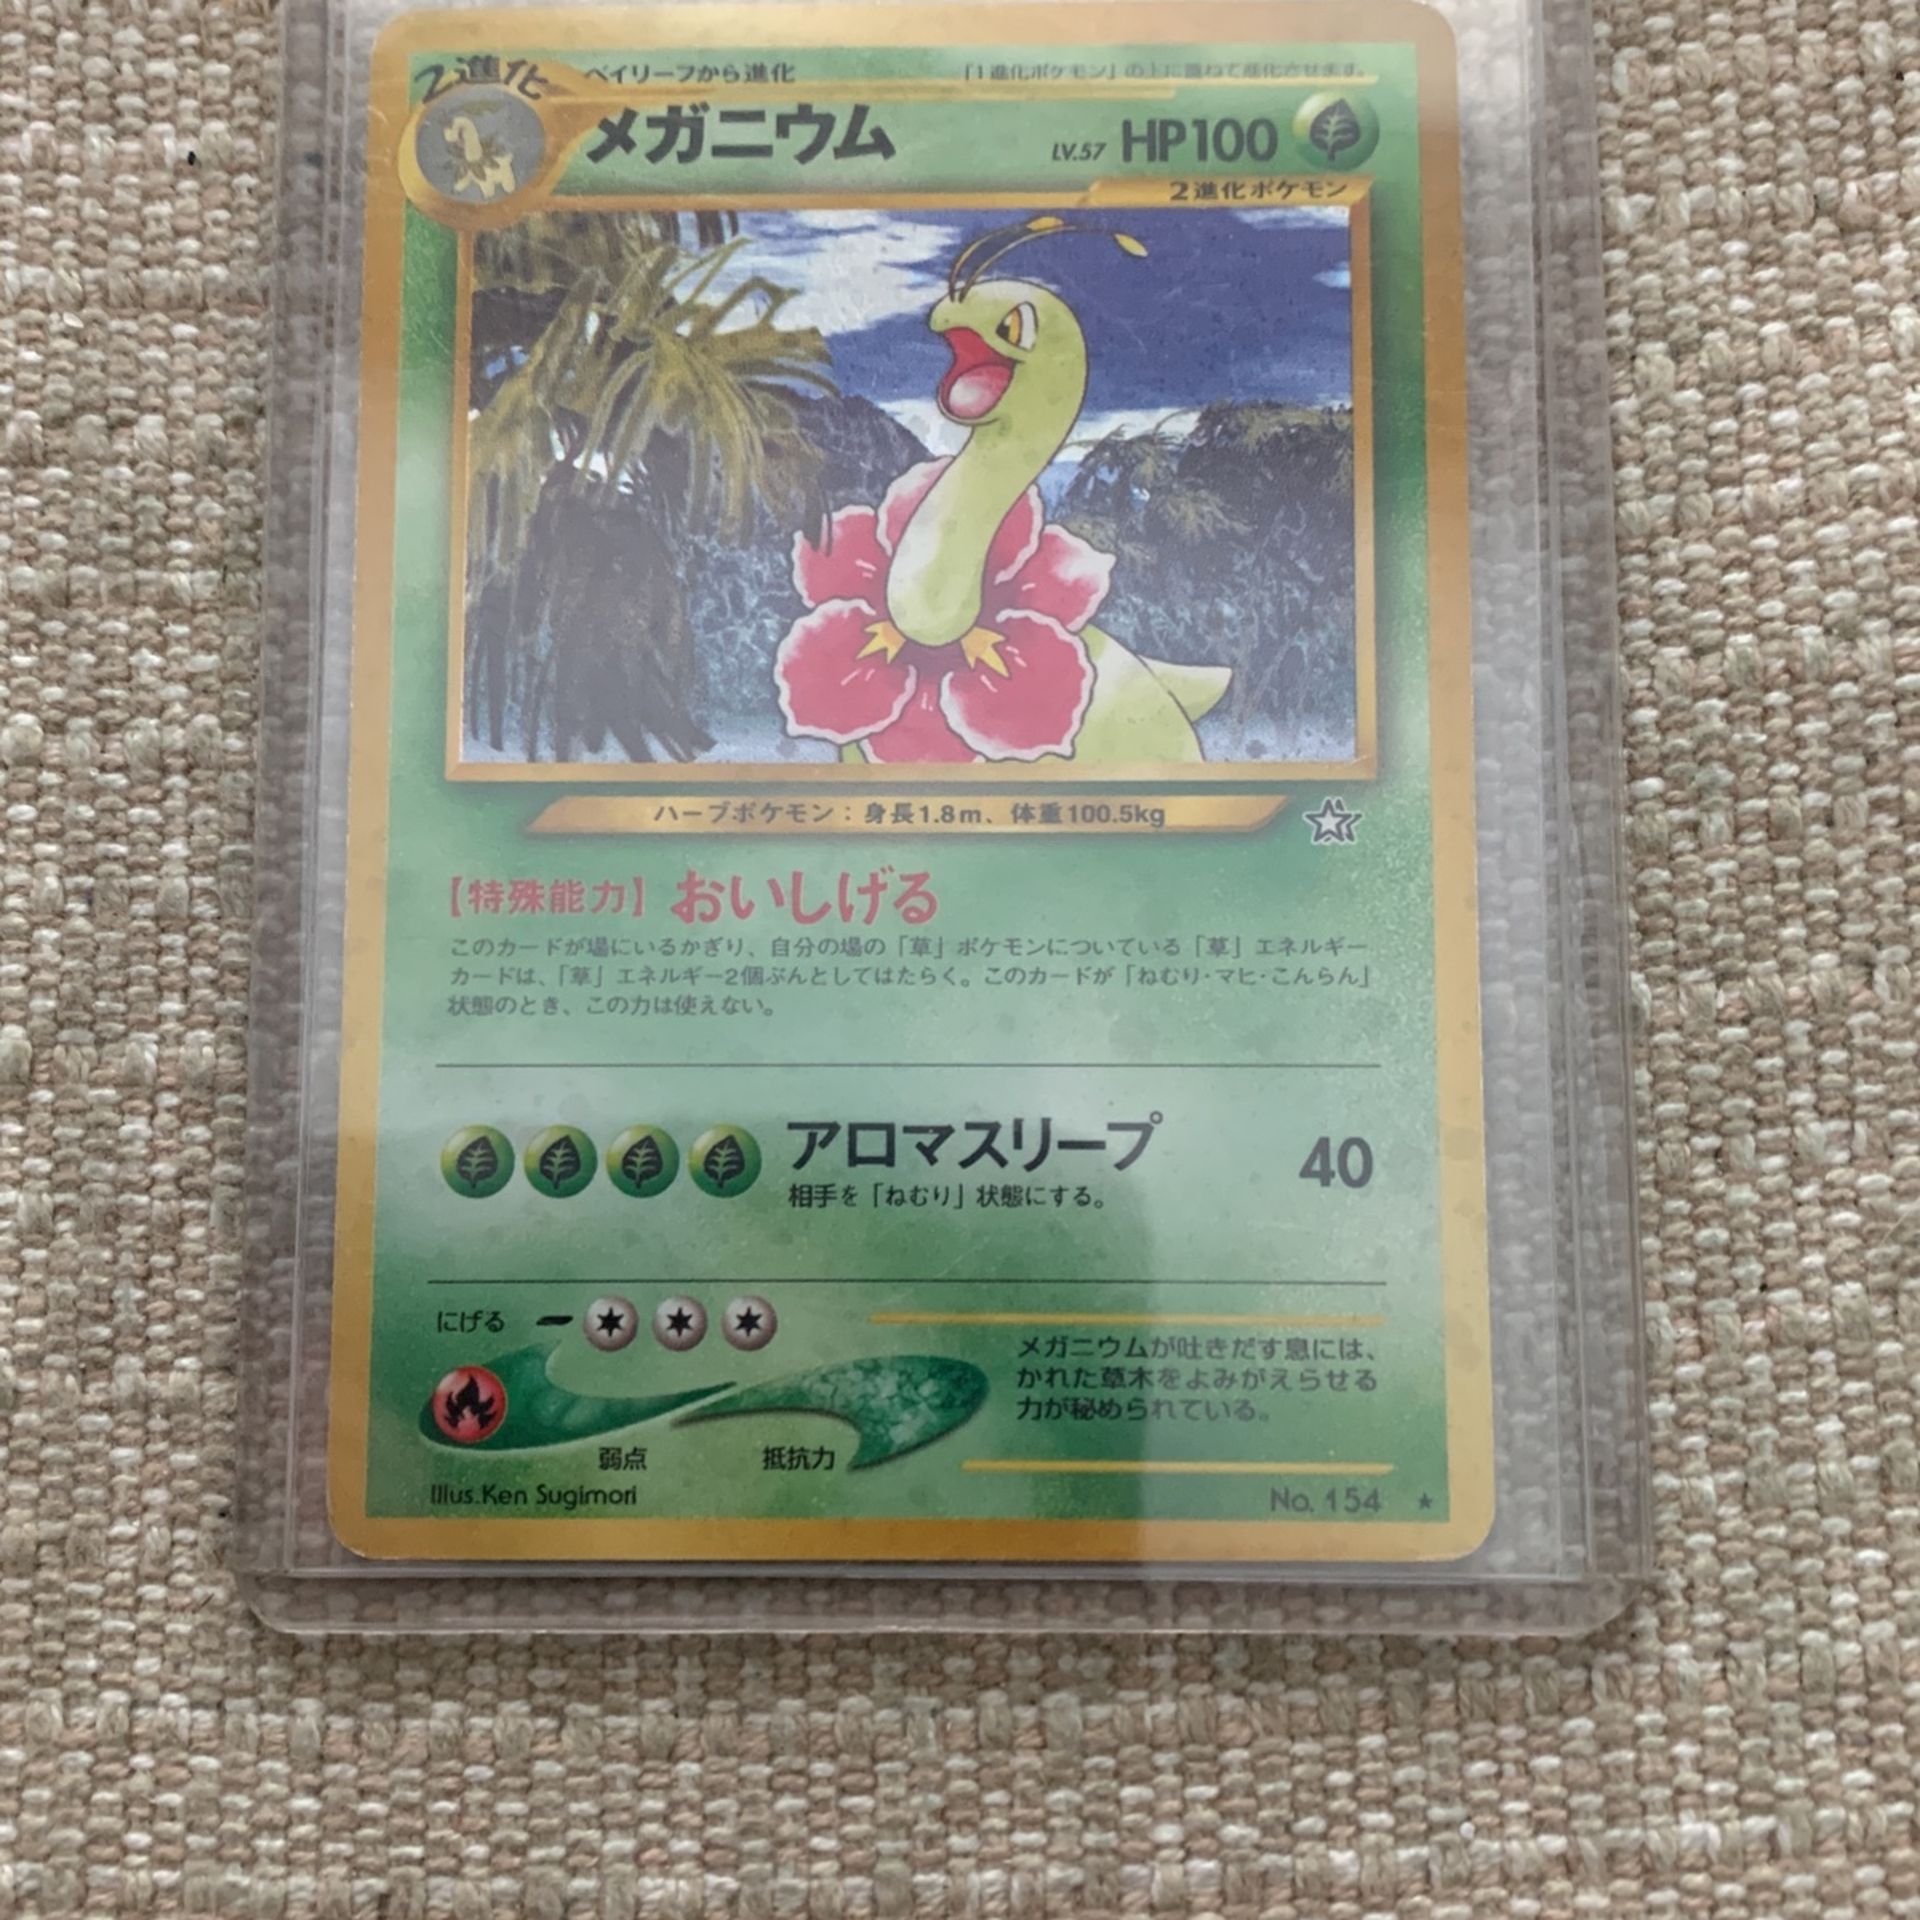 2進化
ベイリーフから進化
「1進化ポケモン」の上に重ねて進化させます。
メガニウム
LV.57 HP100
2進化ポケモン
ハーブポケモン：身長1.8m、体重100.5kg
【特殊能力】おいしげる
このカードが場にいるかぎり、自分の場の「草」ポケモンについている「草」エネルギー
カードは、「草」エネルギー2個ぶんとしてはたらく。このカードが「ねむり・マヒ・こんらん」
状態のとき、この力は使えない。
アロマスリープ 40
相手を「ねむり」状態にする。
にげる
メガニウムが吐きだす息には、
かれた草木をよみがえらせる
力が秘められている。
弱点 抵抗力
Illus.Ken Sugimori
No. 154 ★